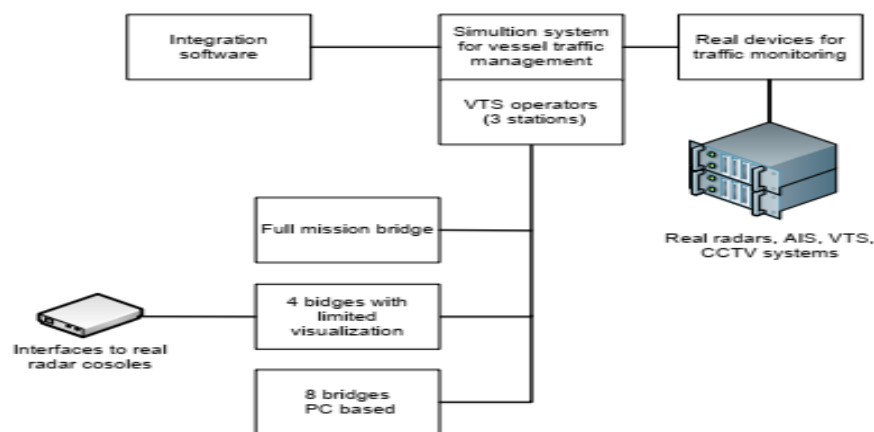 Integration
software
Simultion system
for vessel traffic
management
Real devices for
traffic monitoring
VTS operators
(3 stations)
Full mission bridge
Real radars, AIS, VTS,
CCTV systems
4 bidges with
limited
visualization
Interfaces to real
radar cosoles
8 bridges
PC based